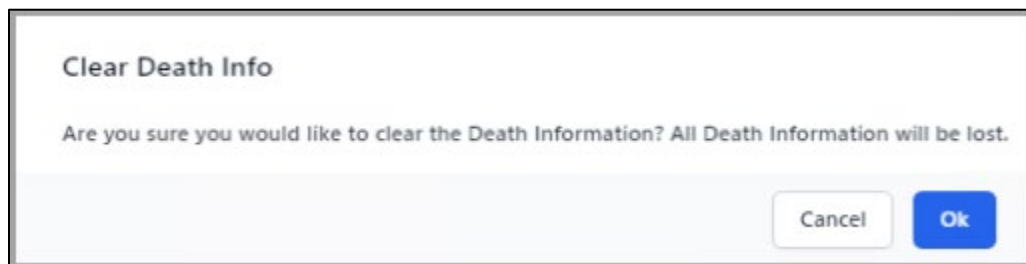 Clear Death Info
Are you sure you would like to clear the Death Information? All Death Information will be lost.
Cancel Ok